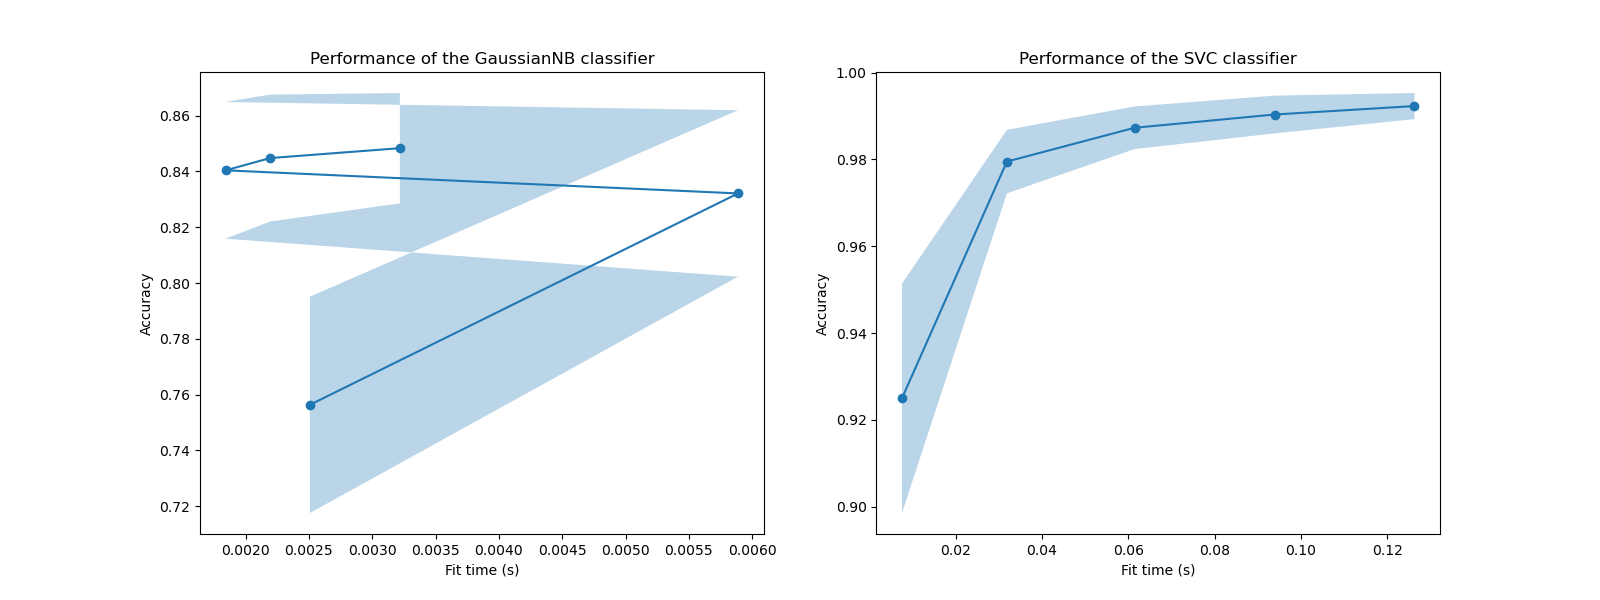 Performance of the GaussianNB classifier
Accuracy
0.86
0.84
0.82
0.80
0.78
0.76
0.74
0.72
0.0020 0.0025 0.0030 0.0035 0.0040 0.0045 0.0050 0.0055 0.0060
Fit time (s)
Performance of the SVC classifier
Accuracy
1.00
0.98
0.96
0.94
0.92
0.90
0.02 0.04 0.06 0.08 0.10 0.12
Fit time (s)